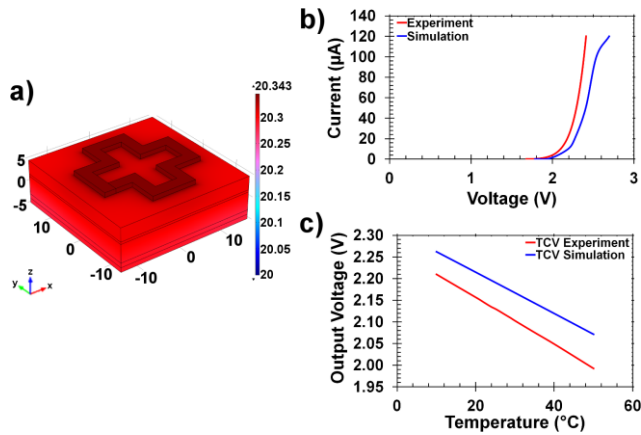 a)
20.343
20.3
20.25
20.2
20.15
20.1
20.05
20
5
0
-5
10
0
-10
-10
0
10
z
y
x
b)
Experiment
Simulation
Current (µA)
140
120
100
80
60
40
20
0
0
1
2
3
Voltage (V)
c)
TCV Experiment
TCV Simulation
Output Voltage (V)
2.30
2.25
2.20
2.15
2.10
2.05
2.00
1.95
0
20
40
60
Temperature (°C)